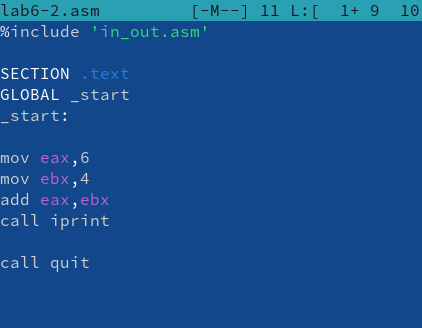 lab6-2.asm [-M--] 11 L:[ 1+ 9 10
%include 'in_out.asm'
SECTION .text
GLOBAL _start
_start:
mov eax,6
mov ebx,4
add eax,ebx
call iprint
call quit